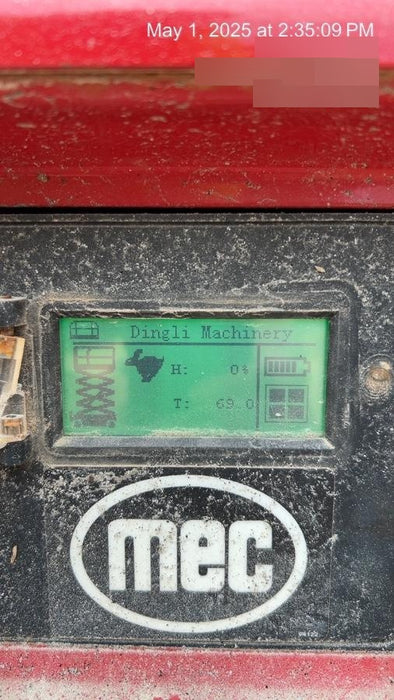 May 1, 2025 at 2:35:09 PM
Dingli Machinery
H: 0%
T: 69.0
mec